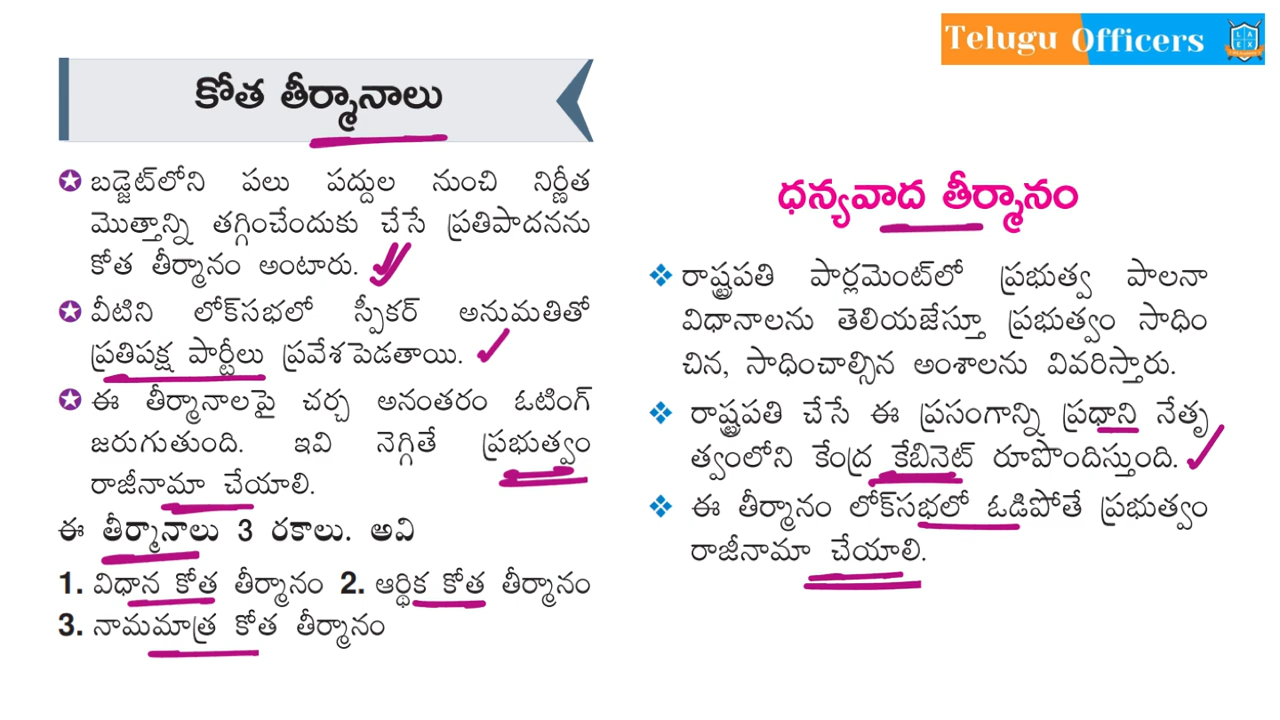 Telugu Officers
కోత తీర్మానాలు
బడ్జెట్‌లోని పలు పద్దుల నుంచి నిర్ణీత
మొత్తాన్ని తగ్గించేందుకు చేసే ప్రతిపాదనను
కోత తీర్మానం అంటారు.
వీటిని లోక్‌సభలో స్పీకర్ అనుమతితో
ప్రతిపక్ష పార్టీలు ప్రవేశపెడతాయి.
ఈ తీర్మానాలపై చర్చ అనంతరం ఓటింగ్
జరుగుతుంది. ఇవి నెగ్గితే ప్రభుత్వం
రాజీనామా చేయాలి.
ఈ తీర్మానాలు 3 రకాలు. అవి
1. విధాన కోత తీర్మానం 2. ఆర్థిక కోత తీర్మానం
3. నామమాత్ర కోత తీర్మానం
ధన్యవాద తీర్మానం
రాష్ట్రపతి పార్లమెంట్‌లో ప్రభుత్వ పాలనా
విధానాలను తెలియజేస్తూ ప్రభుత్వం సాధిం
చిన, సాధించాల్సిన అంశాలను వివరిస్తారు.
రాష్ట్రపతి చేసే ఈ ప్రసంగాన్ని ప్రధాని నేతృ
త్వంలోని కేంద్ర కేబినెట్ రూపొందిస్తుంది.
ఈ తీర్మానం లోక్‌సభలో ఓడిపోతే ప్రభుత్వం
రాజీనామా చేయాలి.